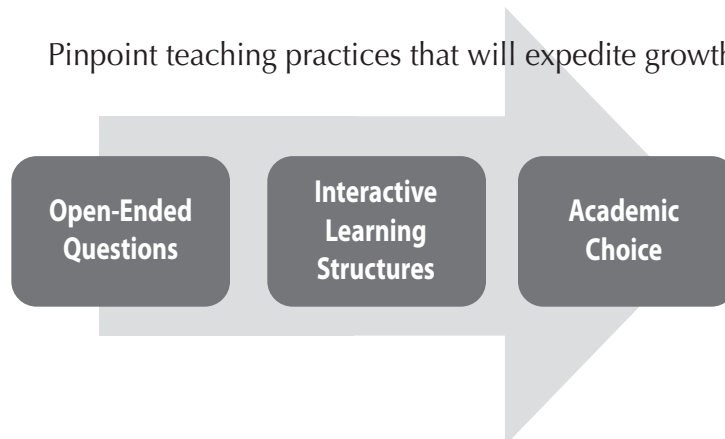 Pinpoint teaching practices that will expedite growth
Open-Ended
Questions
Interactive
Learning
Structures
Academic
Choice